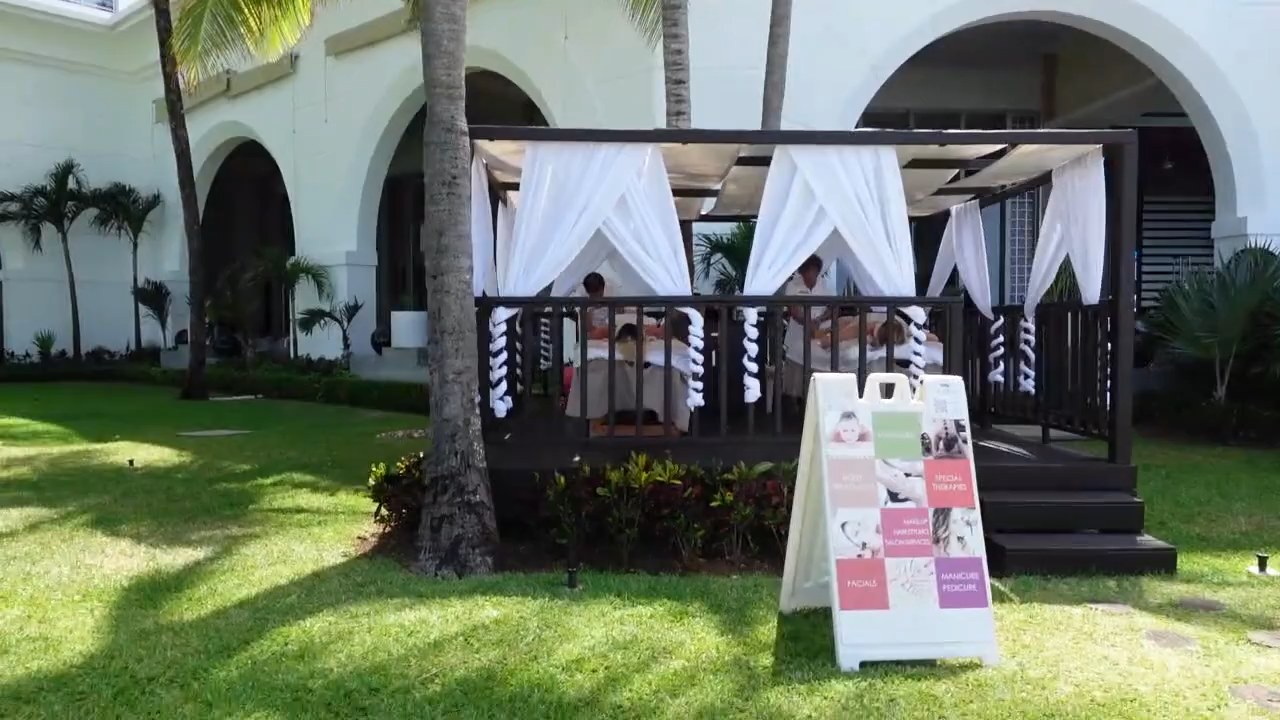 SPECIAL
THERAPIES
MAKEUP
HAIRSTYLING
SALON SERVICES
FACIALS
MANICURE
PEDICURE